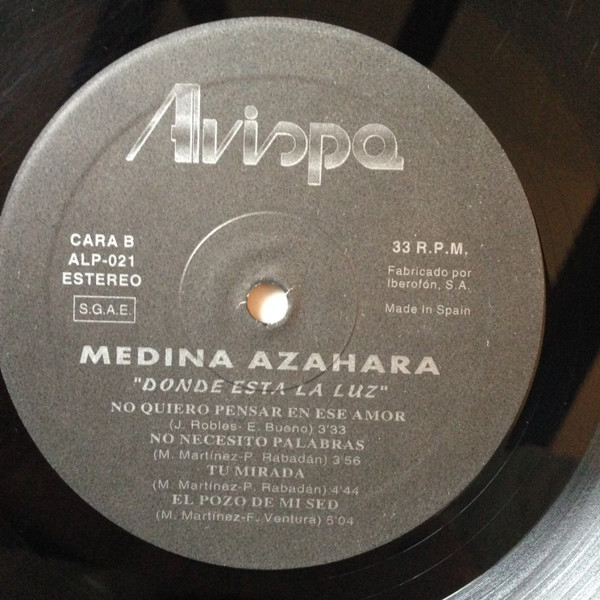 Avispa
CARA B
ALP-021
ESTEREO
S.G.A.E.
33 R.P.M.
Fabricado por
Iberofón, S.A.
Made in Spain
MEDINA AZAHARA
"DONDE ESTA LA LUZ"
NO QUIERO PENSAR EN ESE AMOR
(J. Robles- E. Bueno) 3'33
NO NECESITO PALABRAS
(M. Martínez-P. Rabadán) 3'56
TU MIRADA
(M. Martínez-P. Rabadán) 4'44
EL POZO DE MI SED
(M. Martínez-F. Ventura) 5'04